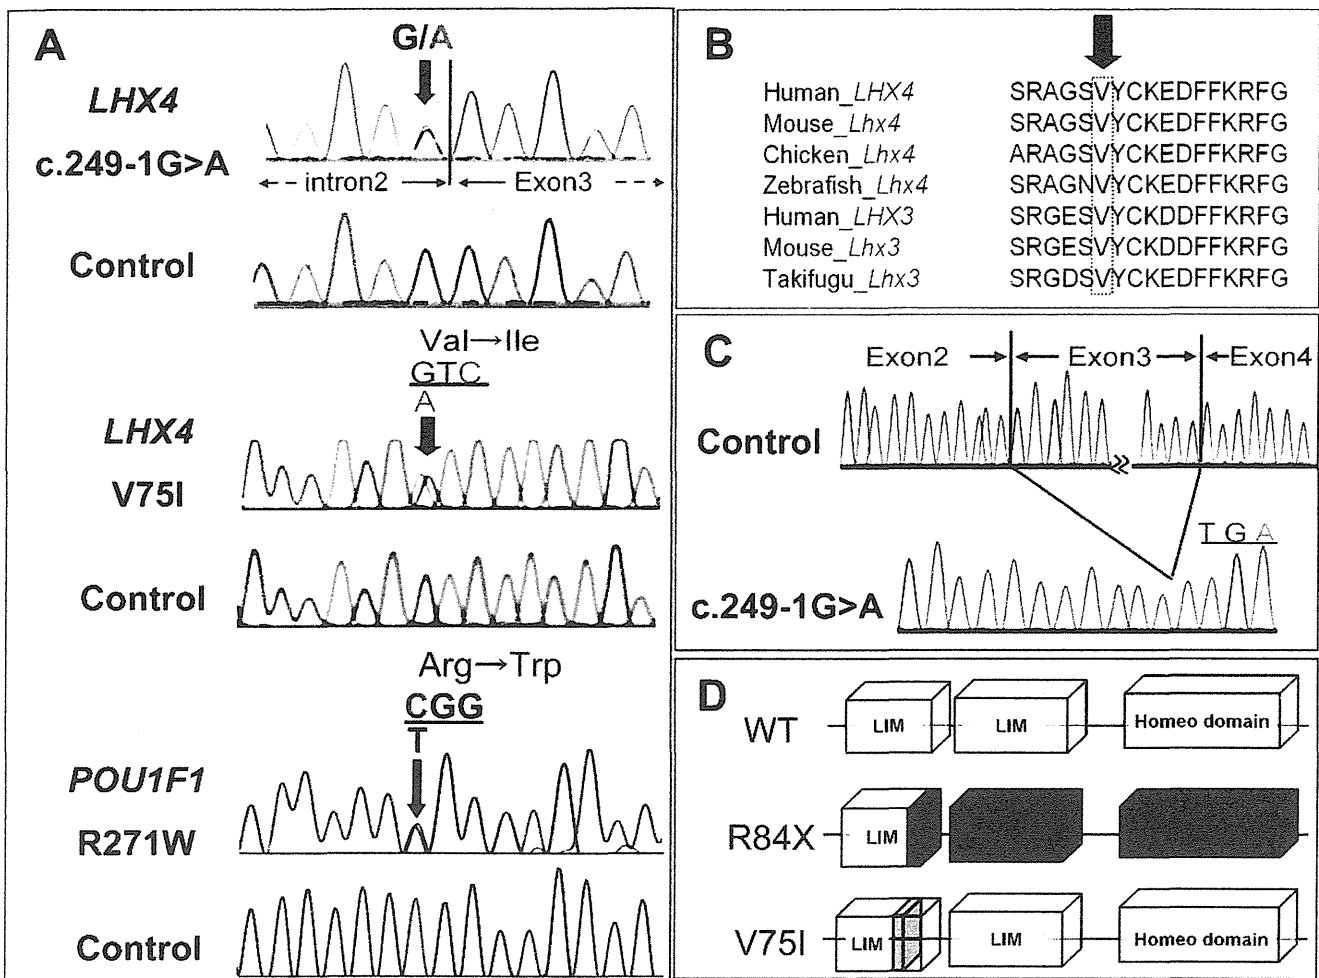 A
G/A
LHX4
c.249-1G>A
intron2
Exon3
Control
Val→Ile
GTC
A
LHX4
V75I
Control
Arg→Trp
CGG
T
POU1F1
R271W
Control
B
Human_LHX4 SRAGSVYCKEDFFKRFG
Mouse_Lhx4 SRAGSVYCKEDFFKRFG
Chicken_Lhx4 ARAGSVYCKEDFFKRFG
Zebrafish_Lhx4 SRAGNVYCKEDFFKRFG
Human_LHX3 SRGESVYCKDDFFKRFG
Mouse_Lhx3 SRGESVYCKDDFFKRFG
Takifugu_Lhx3 SRGDSVYCKEDFFKRFG
C
Exon2 Exon3 Exon4
Control
T G A
c.249-1G>A
D
WT LIM LIM Homeo domain
R84X LIM
V75I LIM LIM Homeo domain